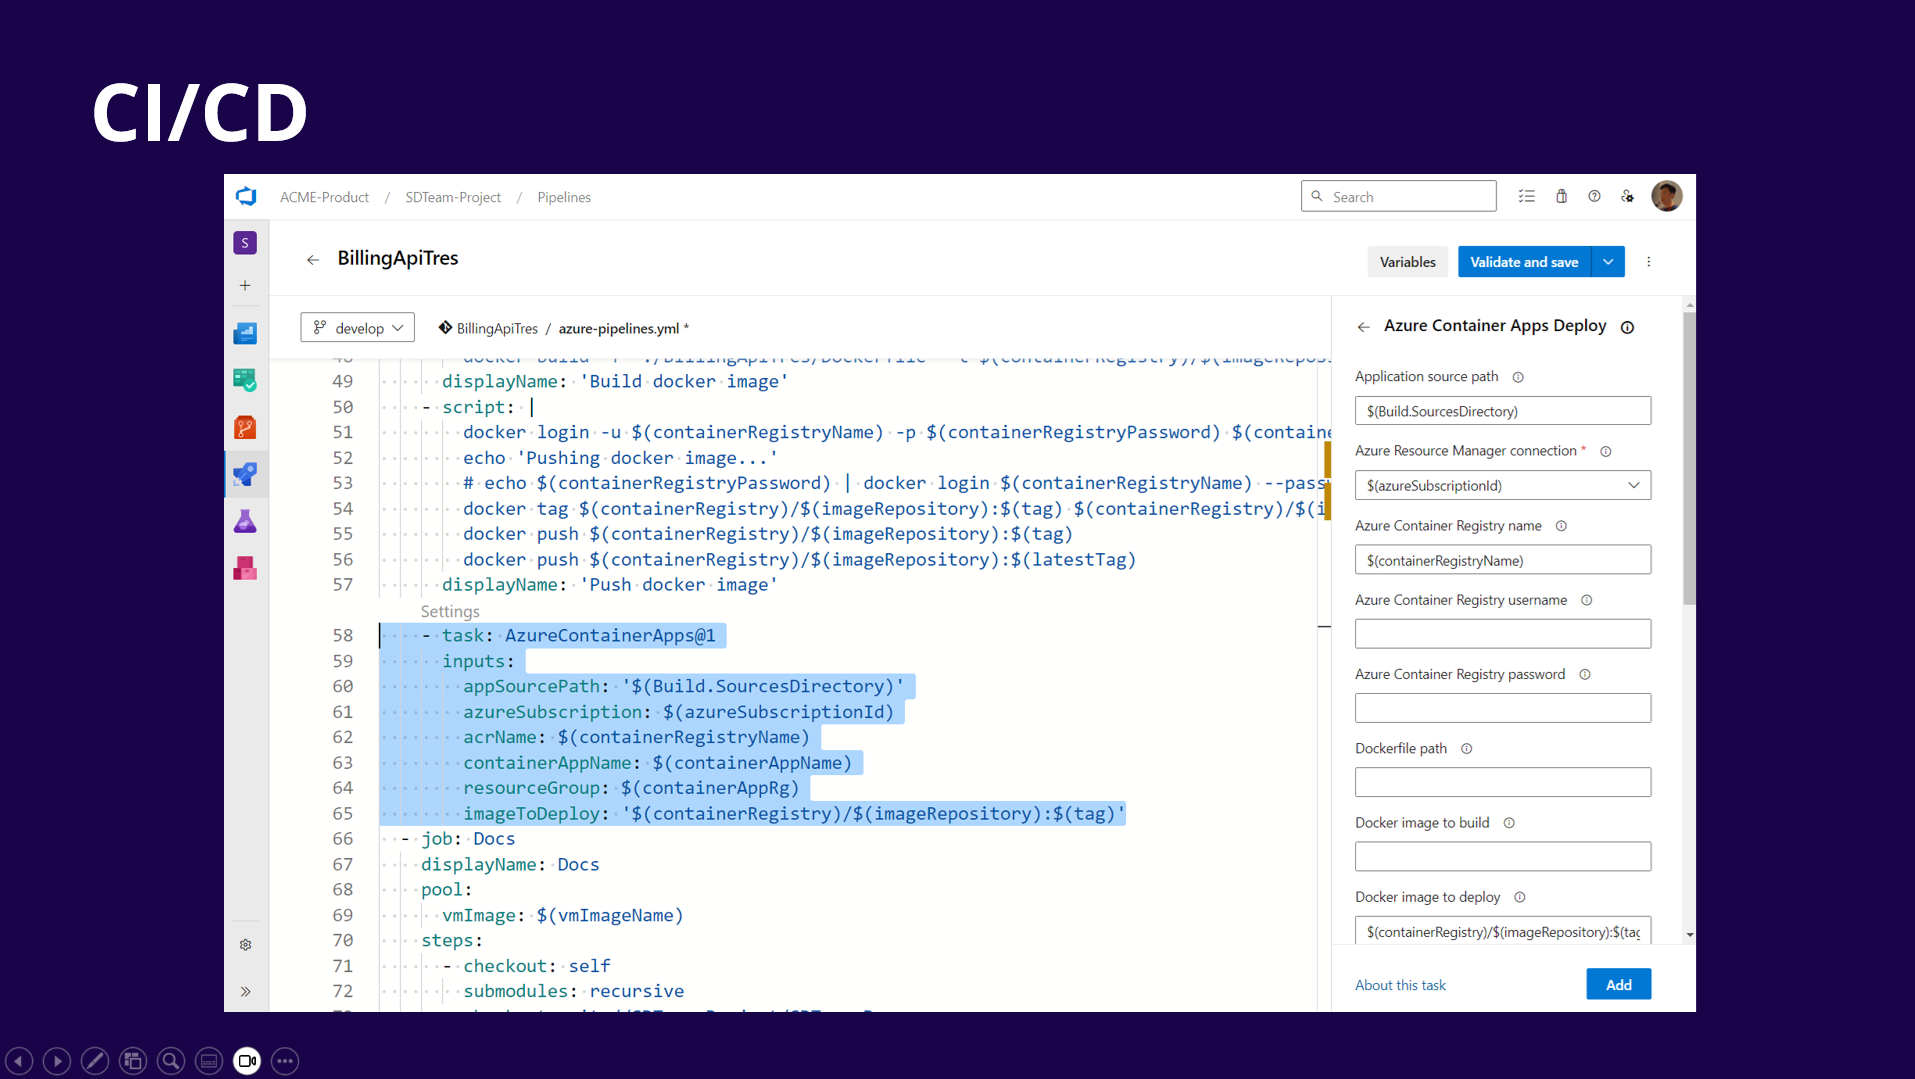 CI/CD
ACME-Product / SDTeam-Project / Pipelines
Search
S
BillingApiTres
Variables
Validate and save
develop
BillingApiTres / azure-pipelines.yml *
49 displayName: 'Build docker image'
50 - script: |
51 docker login -u $(containerRegistryName) -p $(containerRegistryPassword) $(containe
52 echo 'Pushing docker image...'
53 # echo $(containerRegistryPassword) | docker login $(containerRegistryName) --pass
54 docker tag $(containerRegistry)/$(imageRepository):$(tag) $(containerRegistry)/$(i
55 docker push $(containerRegistry)/$(imageRepository):$(tag)
56 docker push $(containerRegistry)/$(imageRepository):$(latestTag)
57 displayName: 'Push docker image'
Settings
58 - task: AzureContainerApps@1
59 inputs:
60 appSourcePath: '$(Build.SourcesDirectory)'
61 azureSubscription: $(azureSubscriptionId)
62 acrName: $(containerRegistryName)
63 containerAppName: $(containerAppName)
64 resourceGroup: $(containerAppRg)
65 imageToDeploy: '$(containerRegistry)/$(imageRepository):$(tag)'
66 - job: Docs
67 displayName: Docs
68 pool:
69 vmImage: $(vmImageName)
70 steps:
71 - checkout: self
72 submodules: recursive
Azure Container Apps Deploy
Application source path
$(Build.SourcesDirectory)
Azure Resource Manager connection *
$(azureSubscriptionId)
Azure Container Registry name
$(containerRegistryName)
Azure Container Registry username
Azure Container Registry password
Dockerfile path
Docker image to build
Docker image to deploy
$(containerRegistry)/$(imageRepository):$(tag
About this task
Add